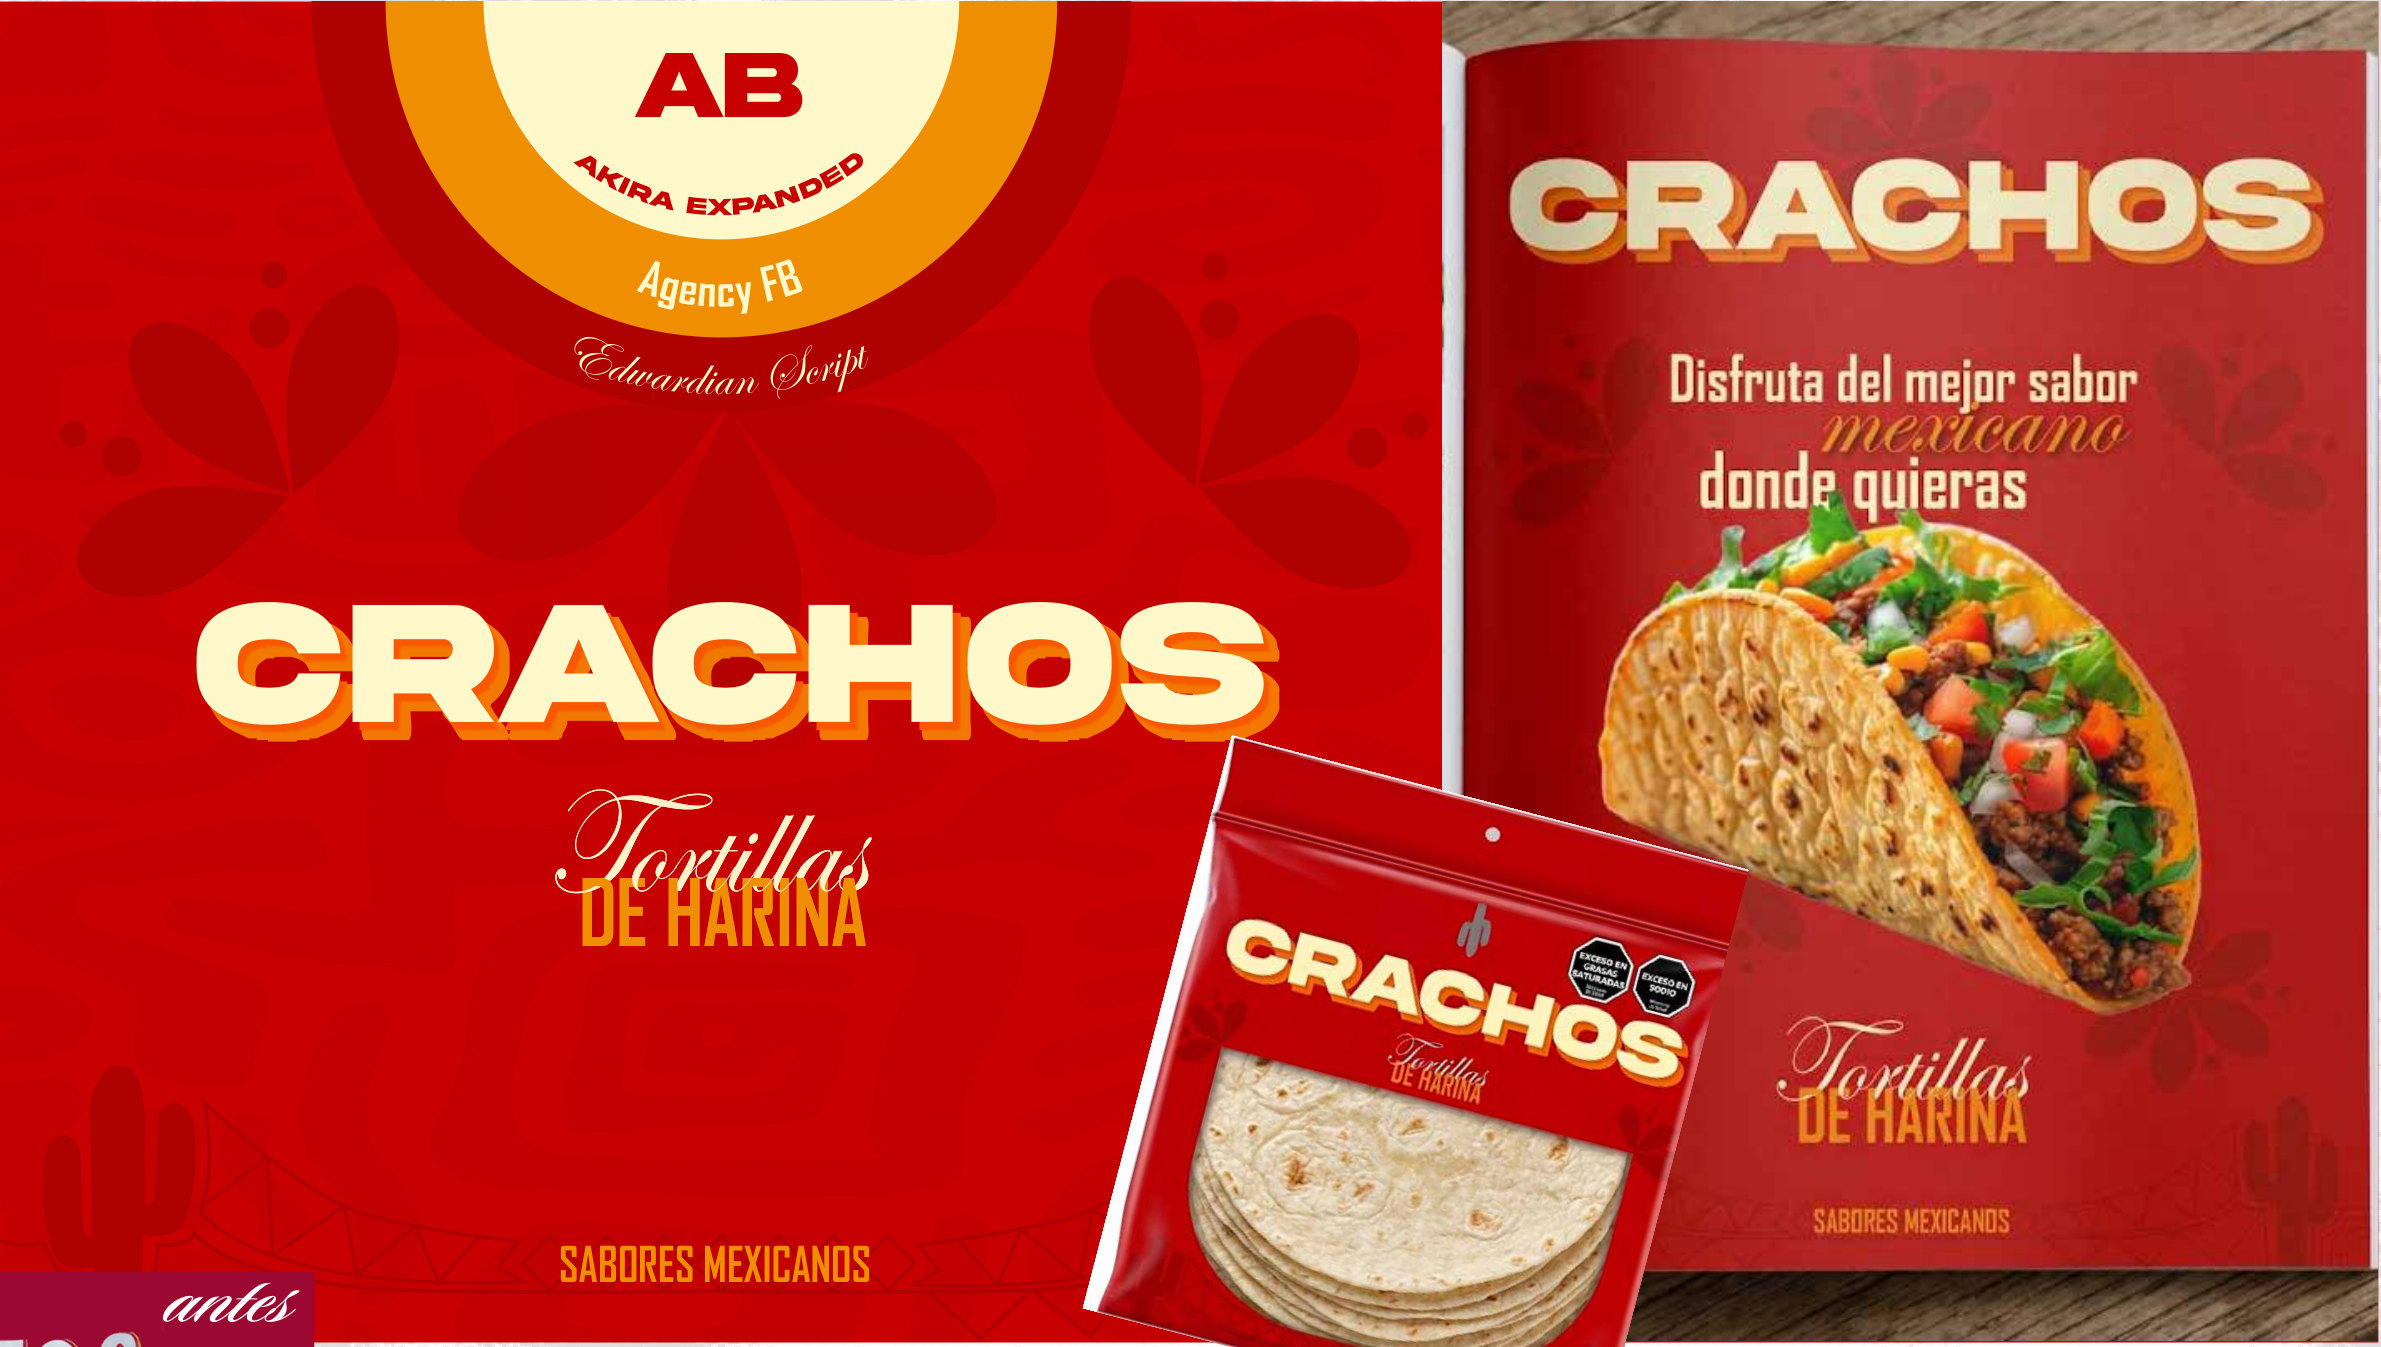 AB
AKIRA EXPANDED
Agency FB
Edwardian Script
CRACHOS
Tortillas
DE HARINA
SABORES MEXICANOS
antes
CRACHOS
Disfruta del mejor sabor
mexicano
donde quieras
Tortillas
DE HARINA
SABORES MEXICANOS
CRACHOS
EXCESO EN
GRASAS
SATURADAS
EXCESO EN
SODIO
Tortillas
DE HARINA